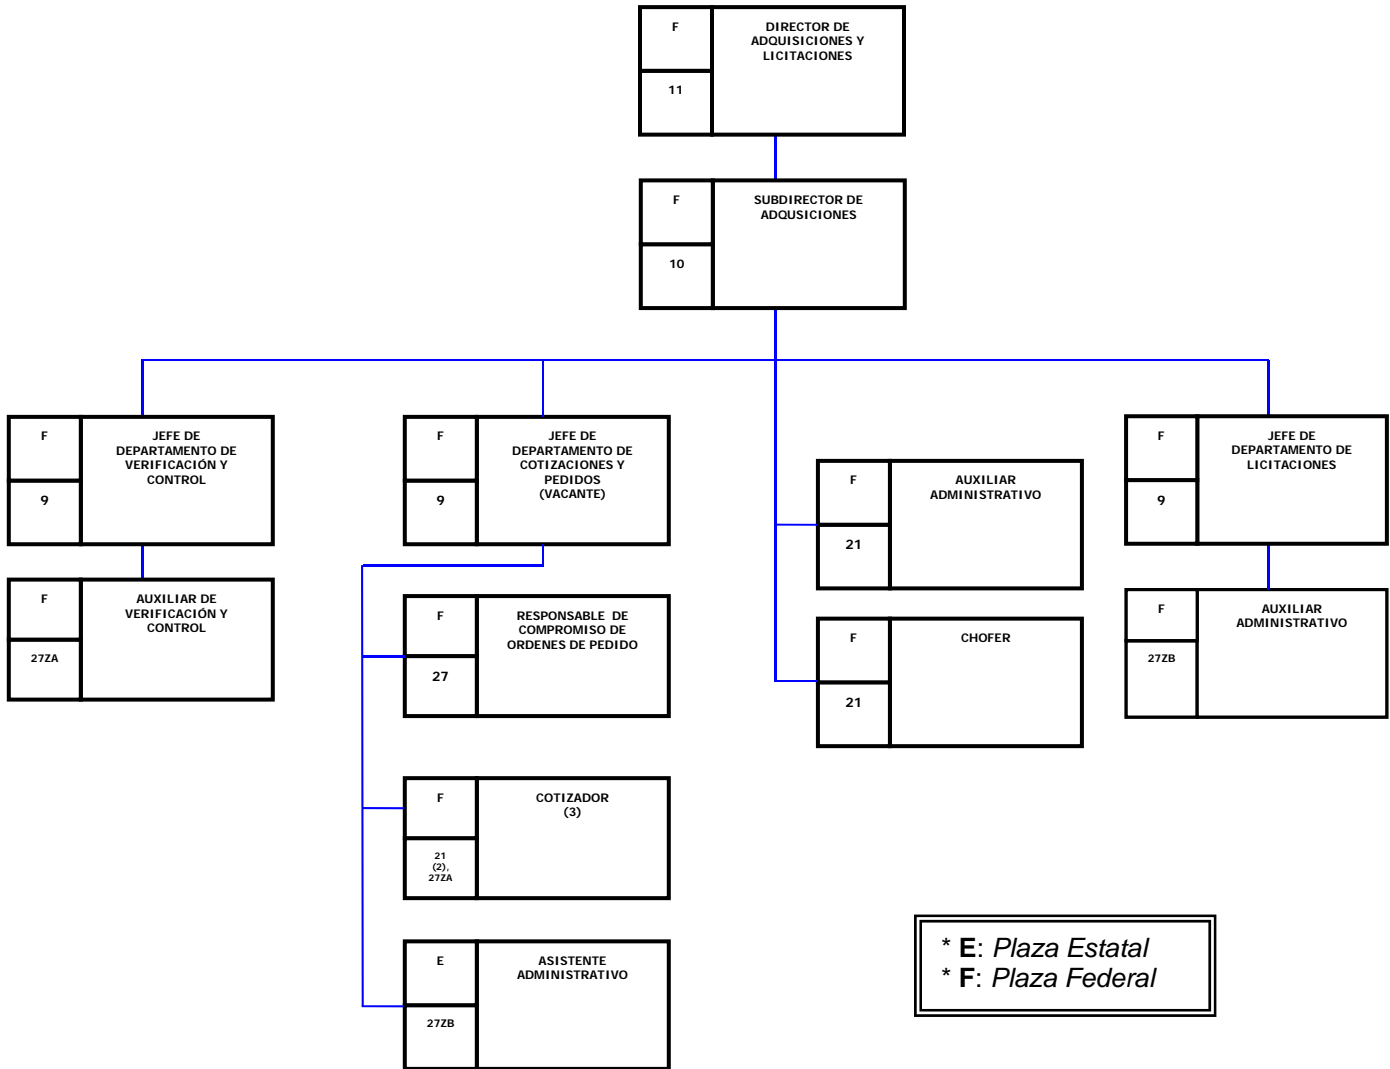 F
DIRECTOR DE
ADQUISICIONES Y
LICITACIONES
11
F
SUBDIRECTOR DE
ADQUSICIONES
10
F
JEFE DE
DEPARTAMENTO DE
VERIFICACIÓN Y
CONTROL
9
F
AUXILIAR DE
VERIFICACIÓN Y
CONTROL
27ZA
F
JEFE DE
DEPARTAMENTO DE
COTIZACIONES Y
PEDIDOS
(VACANTE)
9
F
RESPONSABLE DE
COMPROMISO DE
ORDENES DE PEDIDO
27
F
COTIZADOR
(3)
21
(2),
27ZA
E
ASISTENTE
ADMINISTRATIVO
27ZB
F
AUXILIAR
ADMINISTRATIVO
21
F
CHOFER
21
F
JEFE DE
DEPARTAMENTO DE
LICITACIONES
9
F
AUXILIAR
ADMINISTRATIVO
27ZB
* E: Plaza Estatal
* F: Plaza Federal